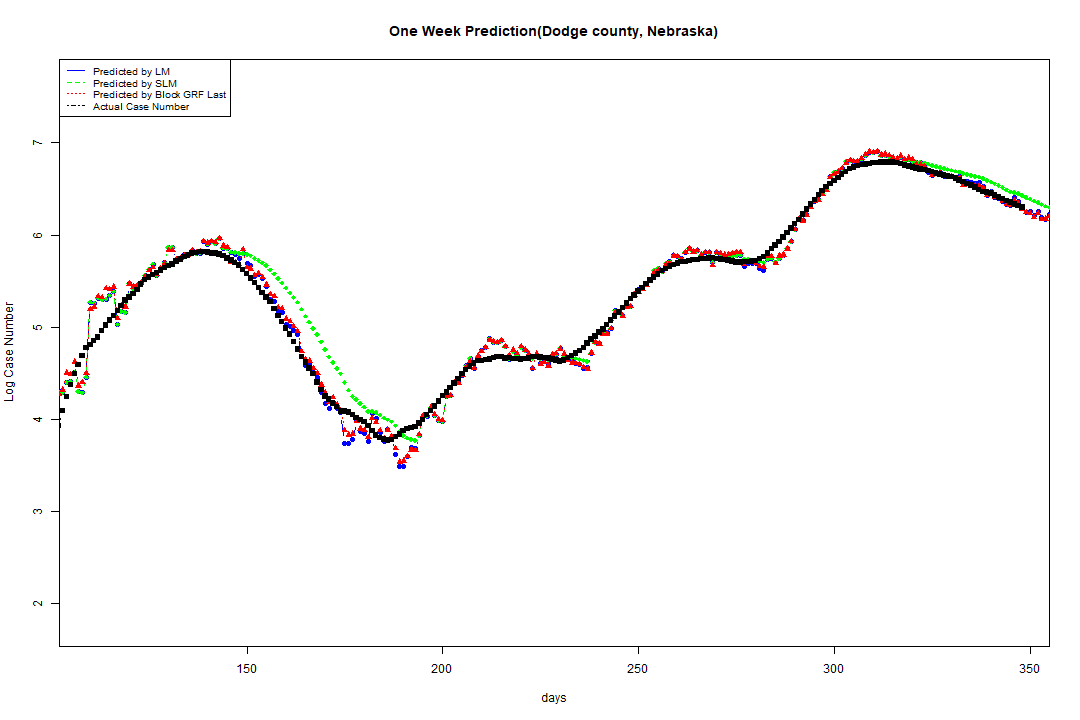 One Week Prediction(Dodge county, Nebraska)
Predicted by LM
Predicted by SLM
Predicted by Block GRF Last
Actual Case Number
7
6
5
4
3
2
Log Case Number
150 200 250 300 350
days